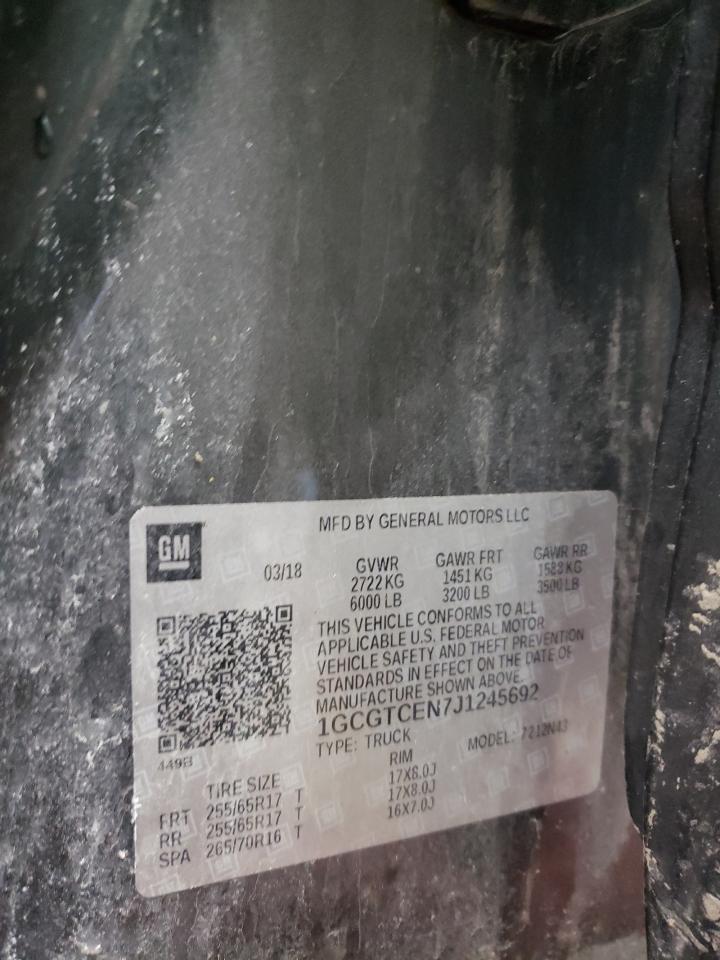 GM
MFD BY GENERAL MOTORS LLC
03/18
GVWR GAWR FRT GAWR RR
2722 KG 1451 KG 1588 KG
6000 LB 3200 LB 3500 LB
THIS VEHICLE CONFORMS TO ALL
APPLICABLE U.S. FEDERAL MOTOR
VEHICLE SAFETY AND THEFT PREVENTION
STANDARDS IN EFFECT ON THE DATE OF
MANUFACTURE SHOWN ABOVE.
1GCGTCEN7J1245692
449B
TYPE: TRUCK MODEL: T212N43
TIRE SIZE RIM
FRT 255/65R17 T 17X8.0J
RR 255/65R17 T 17X8.0J
SPA 265/70R16 T 16X7.0J